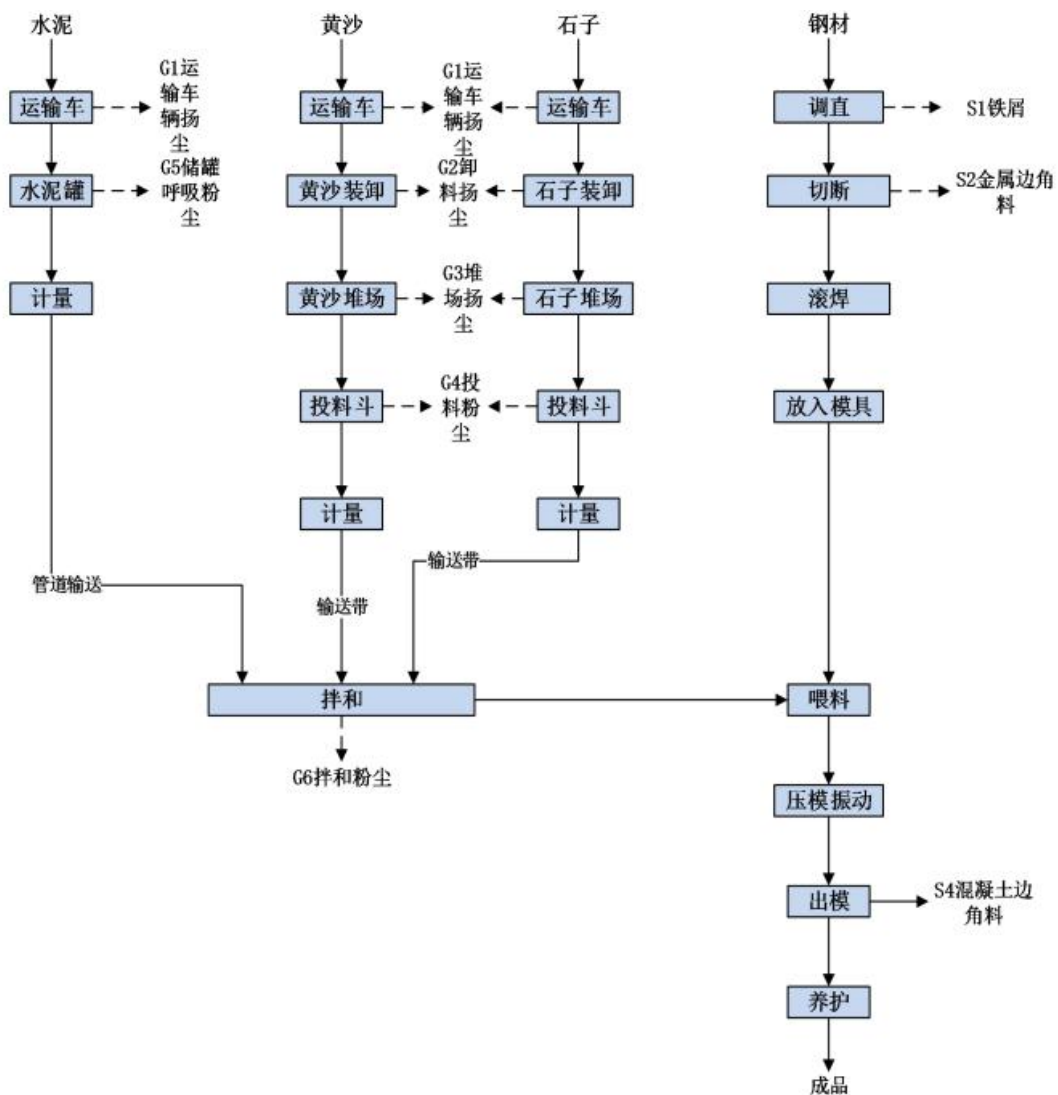 水泥
黄沙
石子
钢材
运输车
G1运
输车
辆扬
尘
运输车
G1运
输车
辆扬
尘
运输车
调直
S1铁屑
水泥罐
G5储罐
呼吸粉
尘
黄沙装卸
G2卸
料扬
尘
石子装卸
切断
S2金属边角
料
计量
黄沙堆场
G3堆
场扬
尘
石子堆场
滚焊
投料斗
G4投
料粉
尘
投料斗
放入模具
计量
计量
管道输送
输送带
输送带
拌和
喂料
G6拌和粉尘
压模振动
出模
S4混凝土边
角料
养护
成品